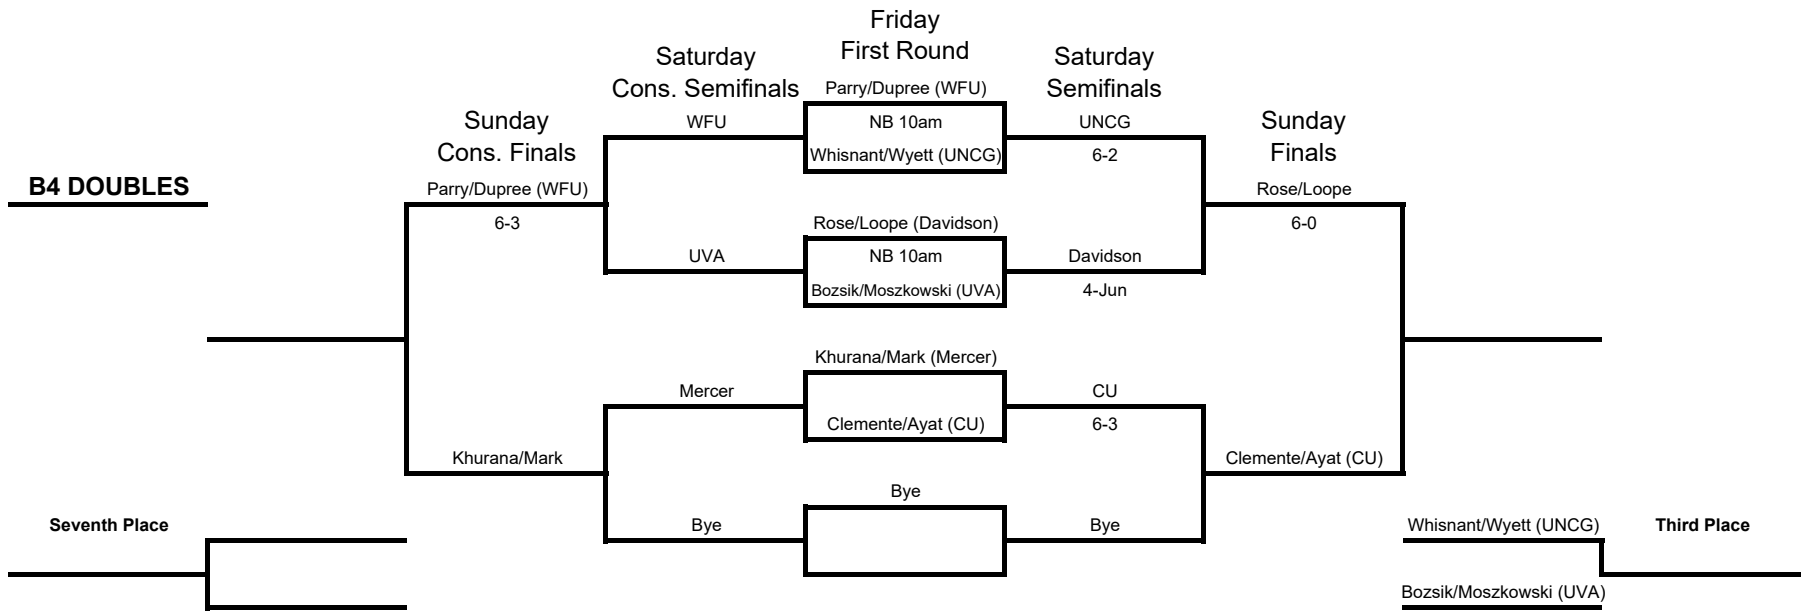 Friday
First Round
Saturday
Cons. Semifinals
Saturday
Semifinals
Parry/Dupree (WFU)
Sunday
Cons. Finals
WFU
NB 10am
UNCG
Sunday
Finals
Whisnant/Wyett (UNCG)
6-2
B4 DOUBLES
Parry/Dupree (WFU)
Rose/Loope
6-3
Rose/Loope (Davidson)
6-0
UVA
NB 10am
Davidson
Bozsik/Moszkowski (UVA)
4-Jun
Khurana/Mark (Mercer)
Mercer
CU
Clemente/Ayat (CU)
6-3
Khurana/Mark
Clemente/Ayat (CU)
Bye
Seventh Place
Bye
Bye
Whisnant/Wyett (UNCG)
Third Place
Bozsik/Moszkowski (UVA)